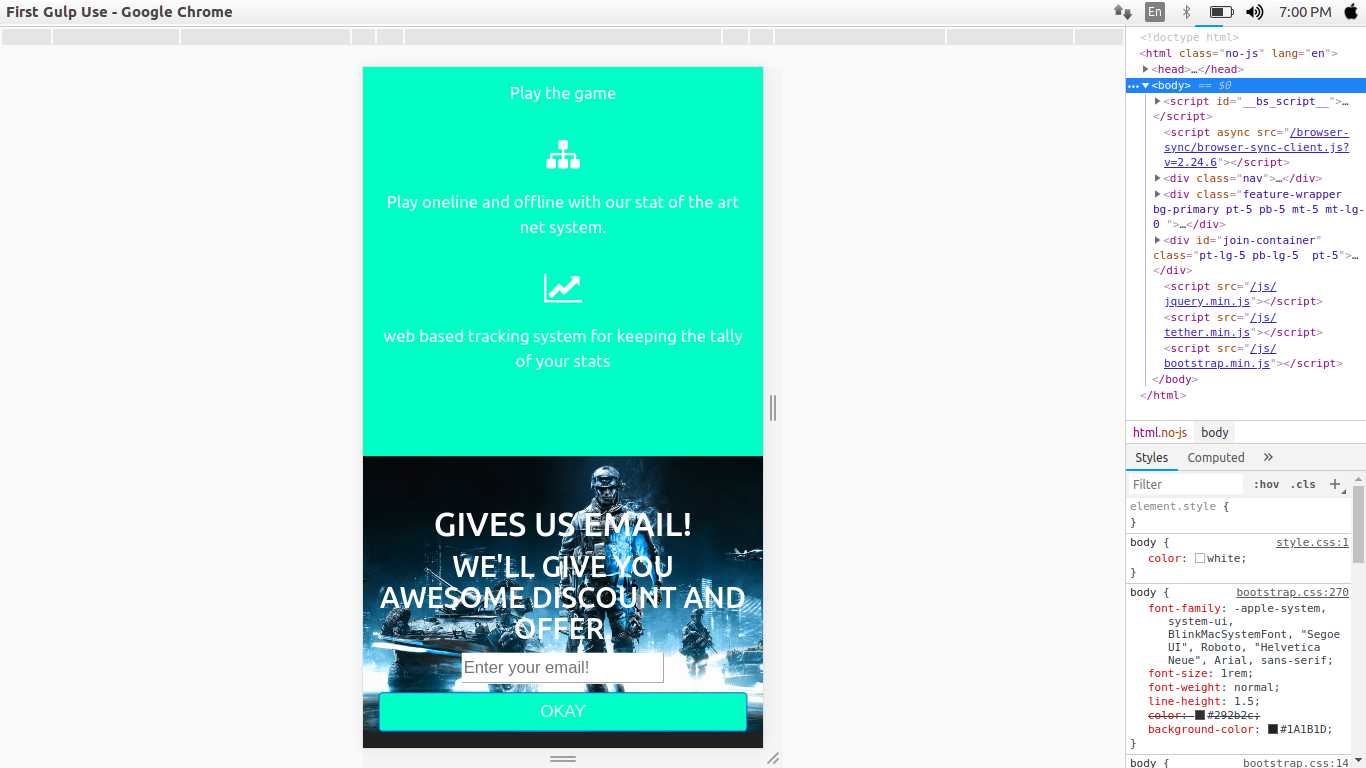 First Gulp Use - Google Chrome
En
7:00 PM
Play the game
Play oneline and offline with our stat of the art
net system.
web based tracking system for keeping the tally
of your stats
GIVES US EMAIL!
WE'LL GIVE YOU
AWESOME DISCOUNT AND
OFFER.
Enter your email!
OKAY
<!doctype html>
<html class="no-js" lang="en">
<head>…</head>
<body> == $0
<script id="__bs_script__">…
</script>
<script async src="/browser-
sync/browser-sync-client.js?
v=2.24.6"></script>
<div class="nav">…</div>
<div class="feature-wrapper
bg-primary pt-5 pb-5 mt-5 mt-lg-
0 ">…</div>
<div id="join-container"
class="pt-lg-5 pb-lg-5  pt-5">…
</div>
<script src="/js/
jquery.min.js"></script>
<script src="/js/
tether.min.js"></script>
<script src="/js/
bootstrap.min.js"></script>
</body>
</html>
html.no-js body
Styles Computed »
Filter :hov .cls +
element.style {
}
body { style.css:1
color: white;
}
body { bootstrap.css:270
font-family: -apple-system,
system-ui,
BlinkMacSystemFont, "Segoe
UI", Roboto, "Helvetica
Neue", Arial, sans-serif;
font-size: 1rem;
font-weight: normal;
line-height: 1.5;
color: #292b2c;
background-color: #1A1B1D;
}
body { bootstrap.css:14